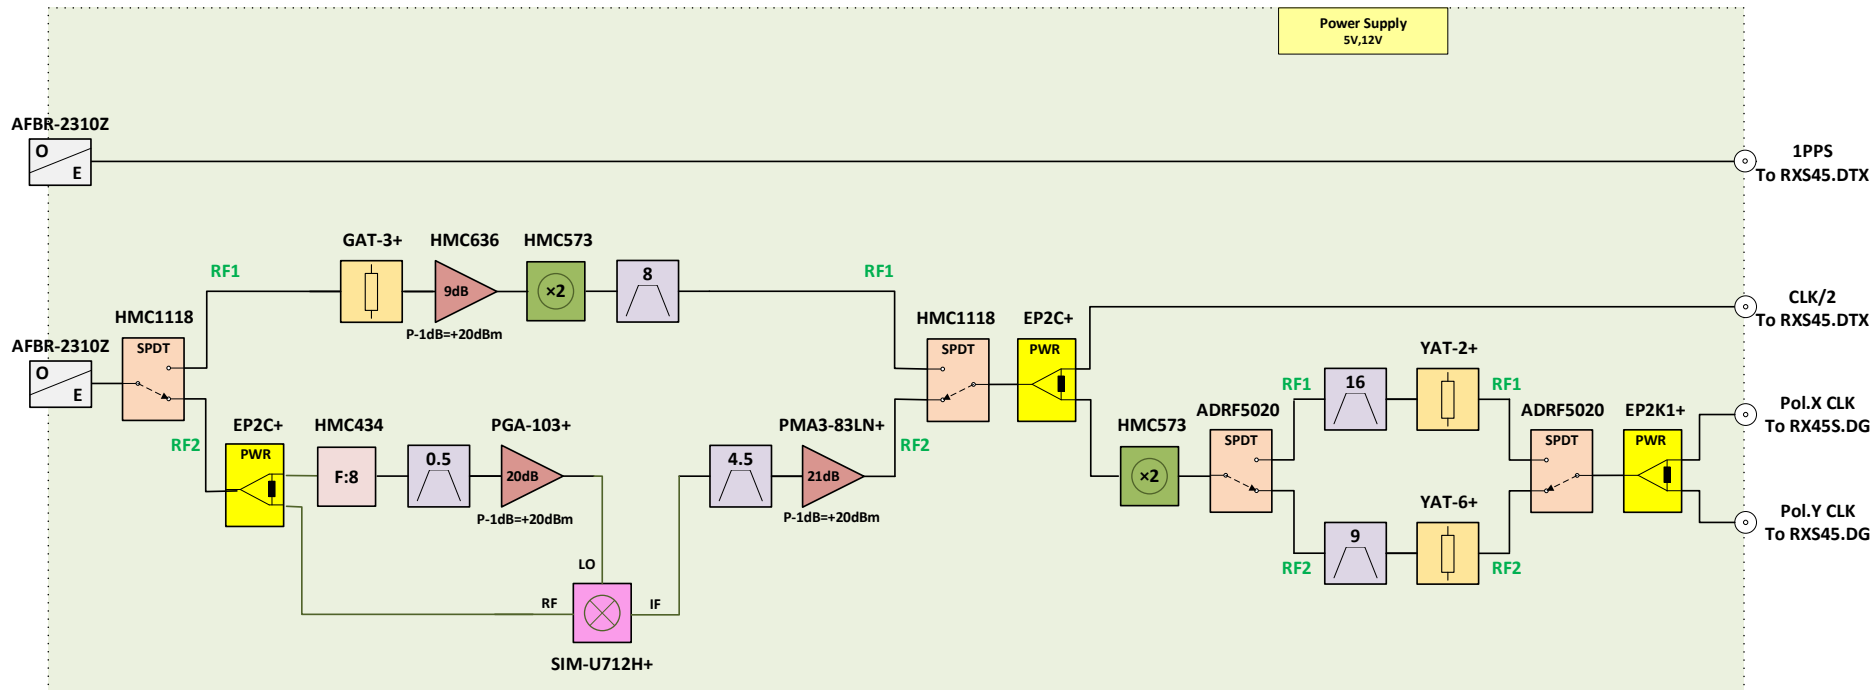 Power Supply
5V,12V
AFBR-2310Z
O
E
1PPS
To RXS45.DTX
GAT-3+
HMC636
HMC573
RF1
9dB
×2
8
RF1
P-1dB=+20dBm
CLK/2
To RXS45.DTX
HMC1118
SPDT
AFBR-2310Z
O
E
HMC1118
SPDT
EP2C+
PWR
YAT-2+
RF1
16
RF1
ADRF5020
SPDT
ADRF5020
SPDT
EP2K1+
PWR
Pol.X CLK
To RX45S.DG
RF2
EP2C+
PWR
HMC434
F:8
0.5
PGA-103+
20dB
P-1dB=+20dBm
4.5
PMA3-83LN+
21dB
P-1dB=+20dBm
RF2
HMC573
×2
YAT-6+
Pol.Y CLK
To RXS45.DG
RF2
9
RF2
LO
RF
IF
SIM-U712H+